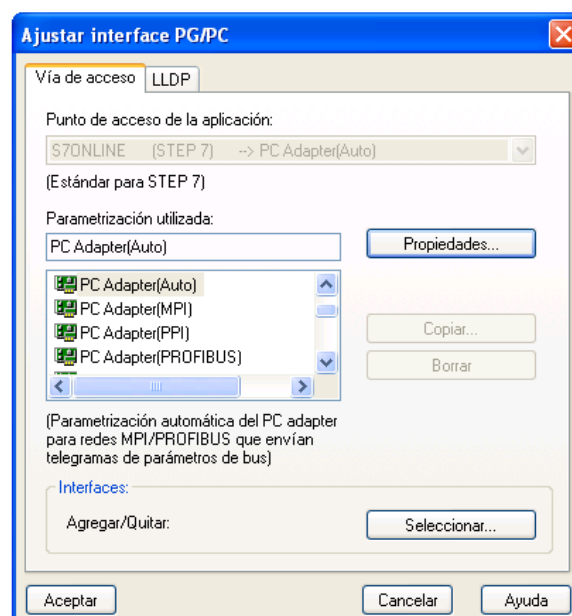 Ajustar interface PG/PC
Vía de acceso
LLDP
Punto de acceso de la aplicación:
S7ONLINE (STEP 7) --> PC Adapter(Auto)
(Estándar para STEP 7)
Parametrización utilizada:
PC Adapter(Auto)
Propiedades...
PC Adapter(Auto)
PC Adapter(MPI)
PC Adapter(PPI)
PC Adapter(PROFIBUS)
Copiar...
Borrar
(Parametrización automática del PC adapter
para redes MPI/PROFIBUS que envían
telegramas de parámetros de bus)
Interfaces:
Agregar/Quitar:
Seleccionar...
Aceptar
Cancelar
Ayuda